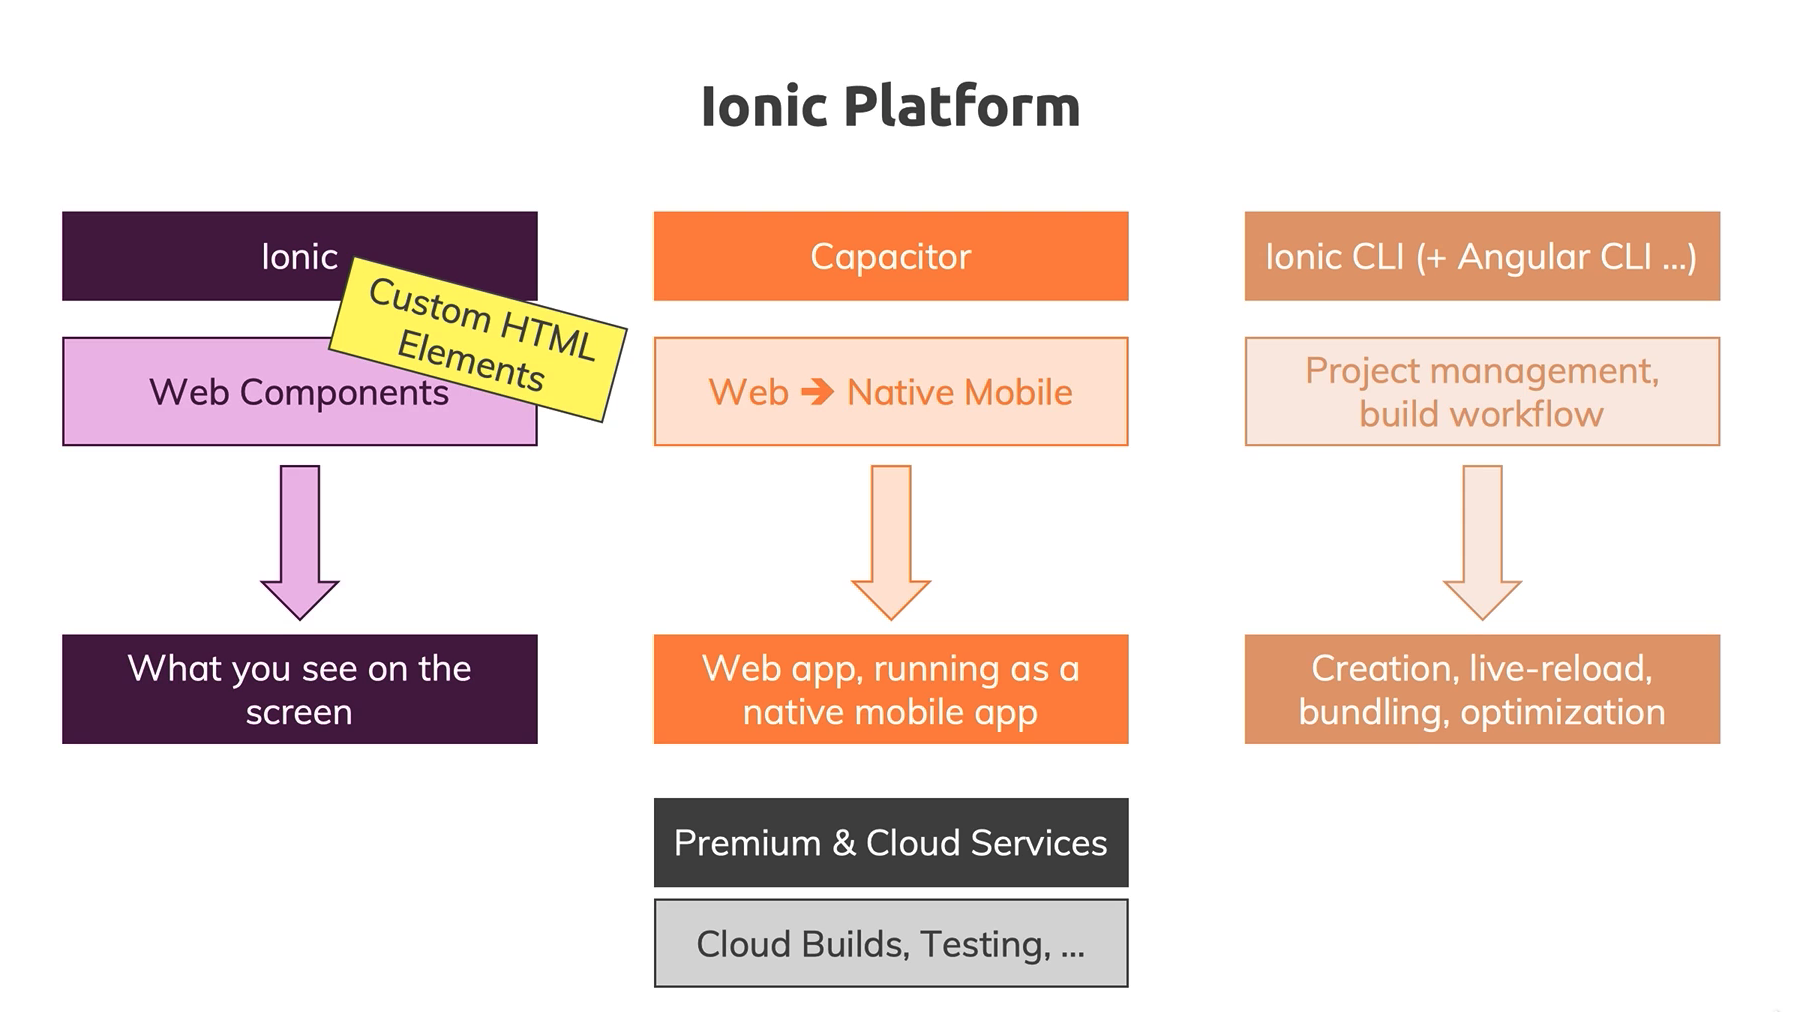 Ionic Platform
Ionic
Custom HTML
Elements
Web Components
What you see on the
screen
Capacitor
Web ➔ Native Mobile
Web app, running as a
native mobile app
Ionic CLI (+ Angular CLI ...)
Project management,
build workflow
Creation, live-reload,
bundling, optimization
Premium & Cloud Services
Cloud Builds, Testing, ...